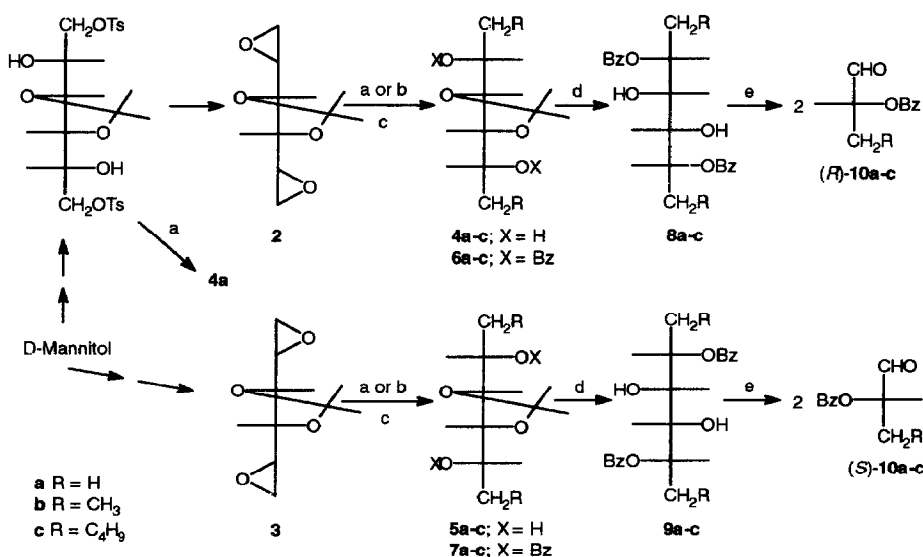 CH₂OTs
HO
O
O
OH
CH₂OTs
a
4a
D-Mannitol
O
O
O
O
2
a or b
c
CH₂R
XO
O
O
OX
CH₂R
4a-c; X = H
6a-c; X = Bz
d
CH₂R
BzO
HO
OH
OBz
CH₂R
8a-c
e
2
CHO
OBz
CH₂R
(R)-10a-c
O
O
O
O
3
a or b
c
CH₂R
OX
O
O
XO
CH₂R
5a-c; X = H
7a-c; X = Bz
d
CH₂R
OBz
HO
OH
BzO
CH₂R
9a-c
e
2
CHO
BzO
CH₂R
(S)-10a-c
a R = H
b R = CH₃
c R = C₄H₉